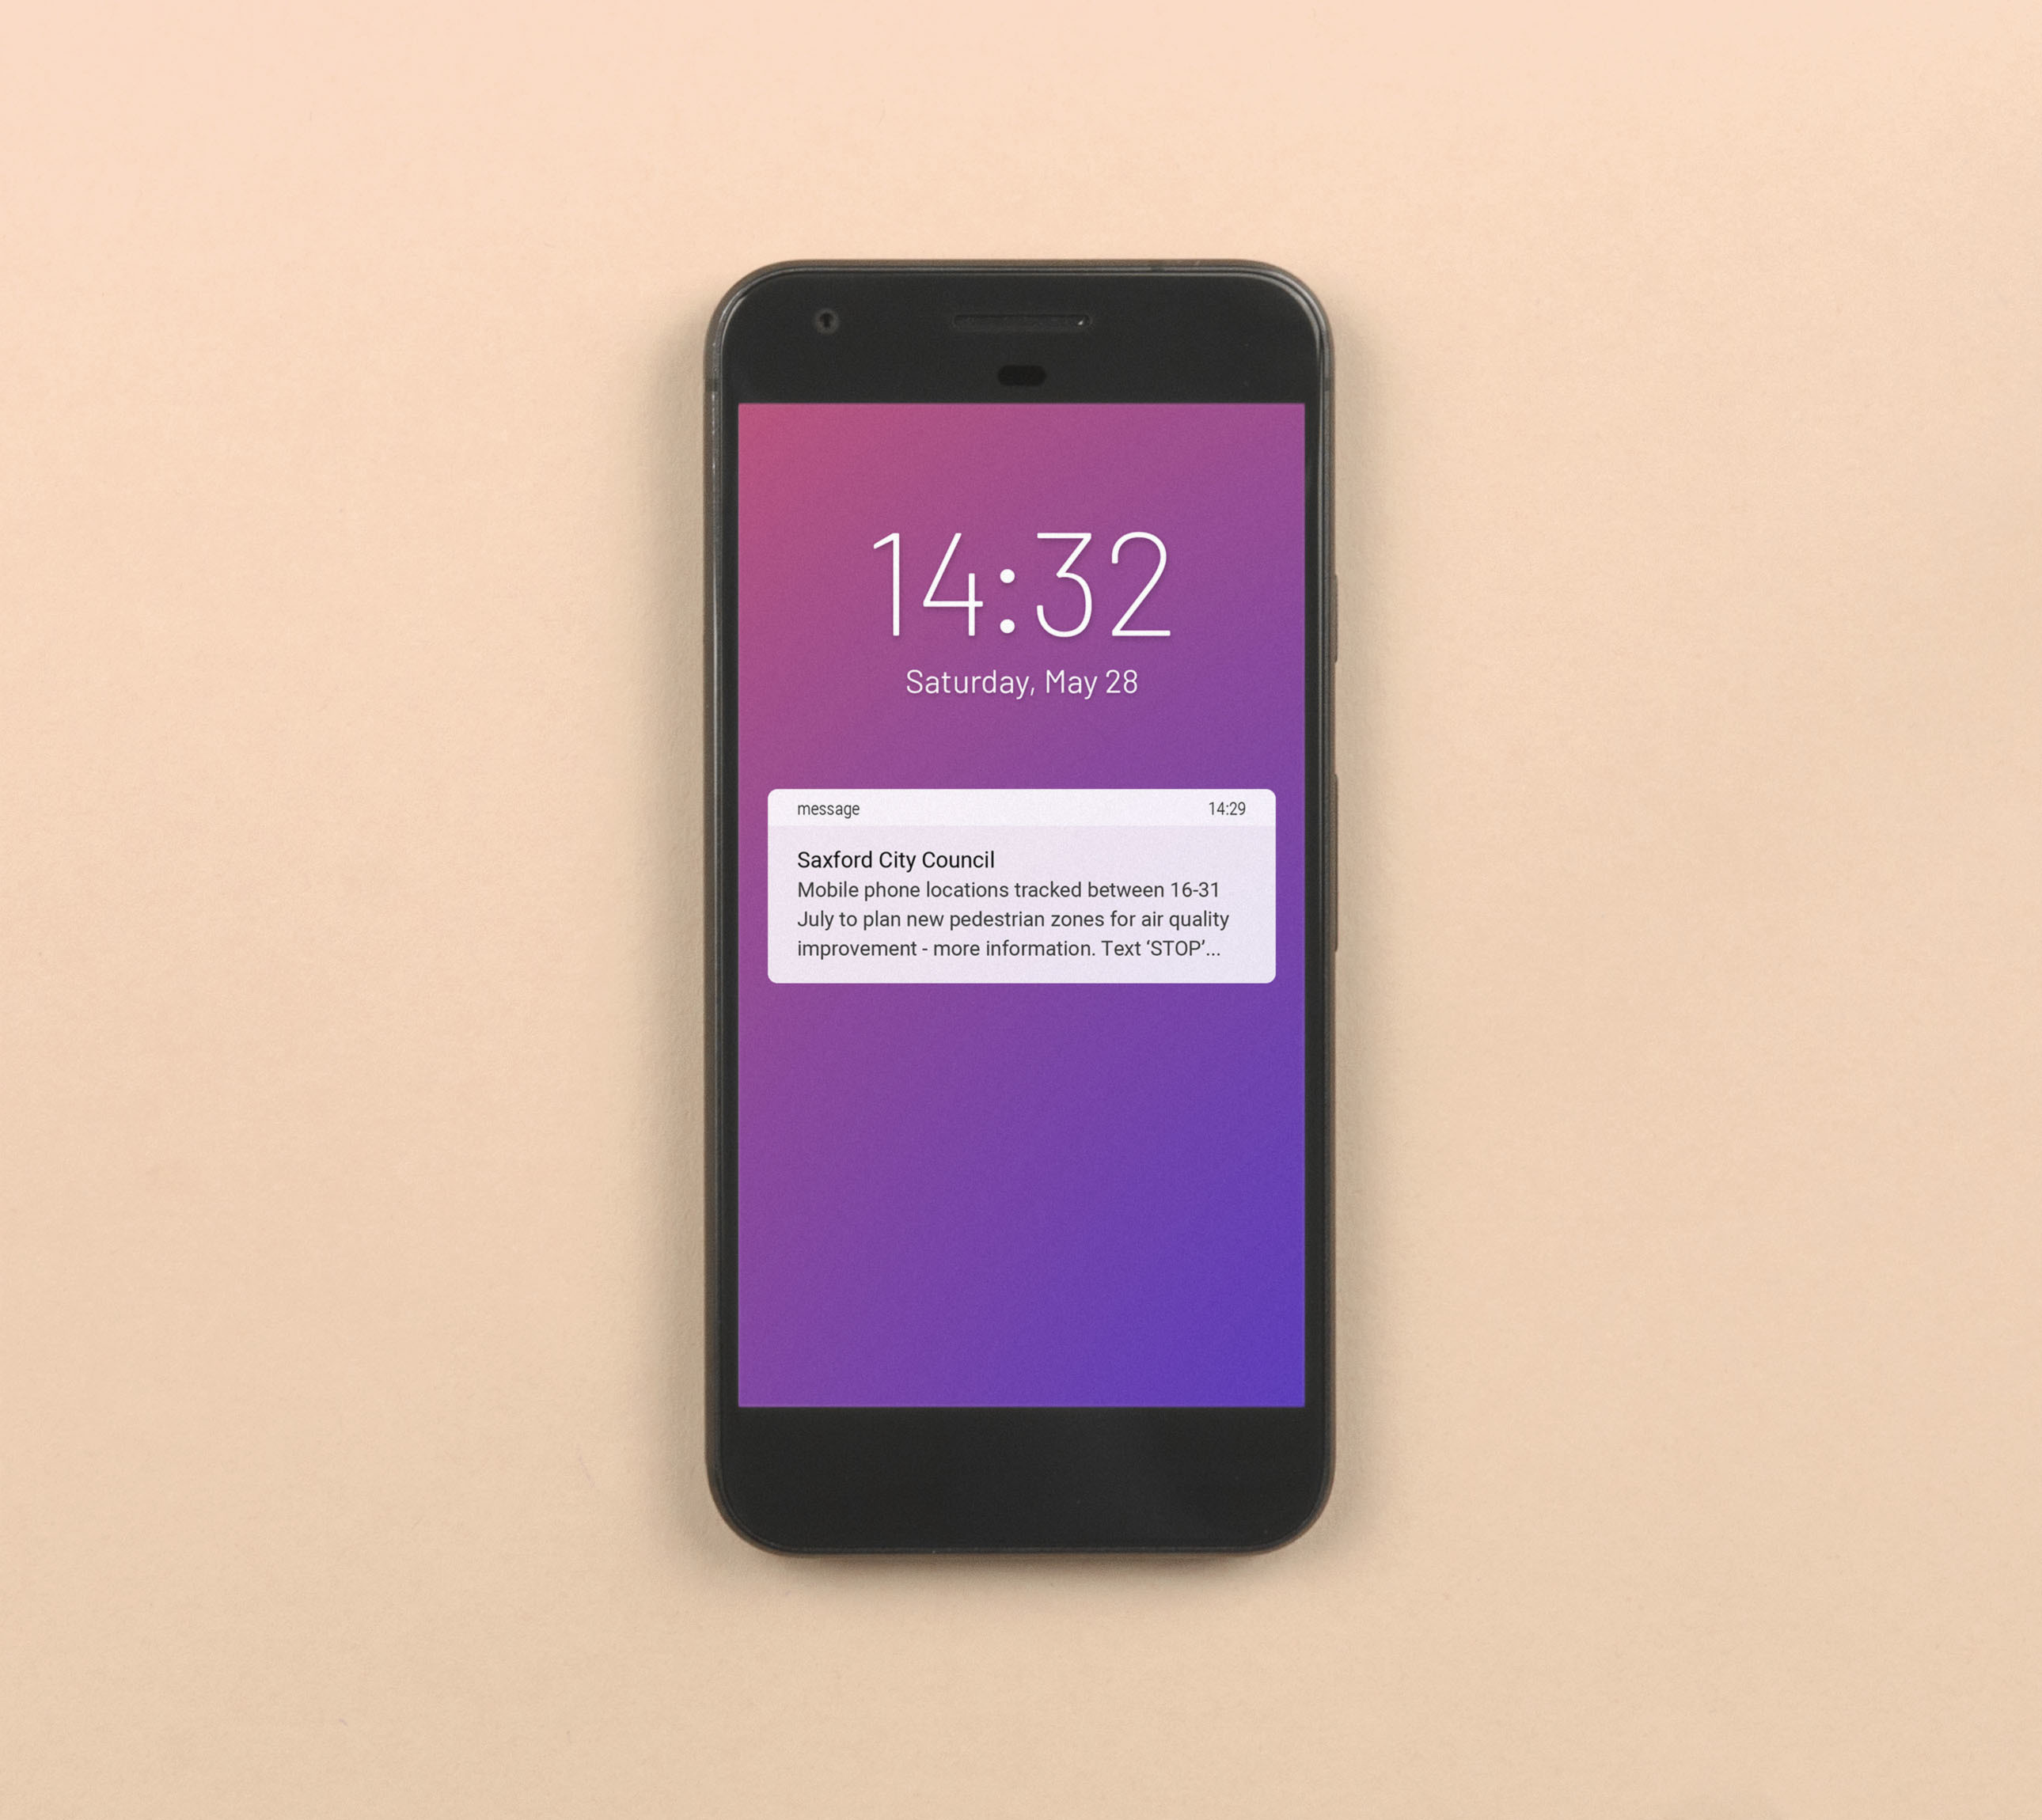 14:32
Saturday, May 28
message 14:29
Saxford City Council
Mobile phone locations tracked between 16-31
July to plan new pedestrian zones for air quality
improvement - more information. Text ‘STOP’...